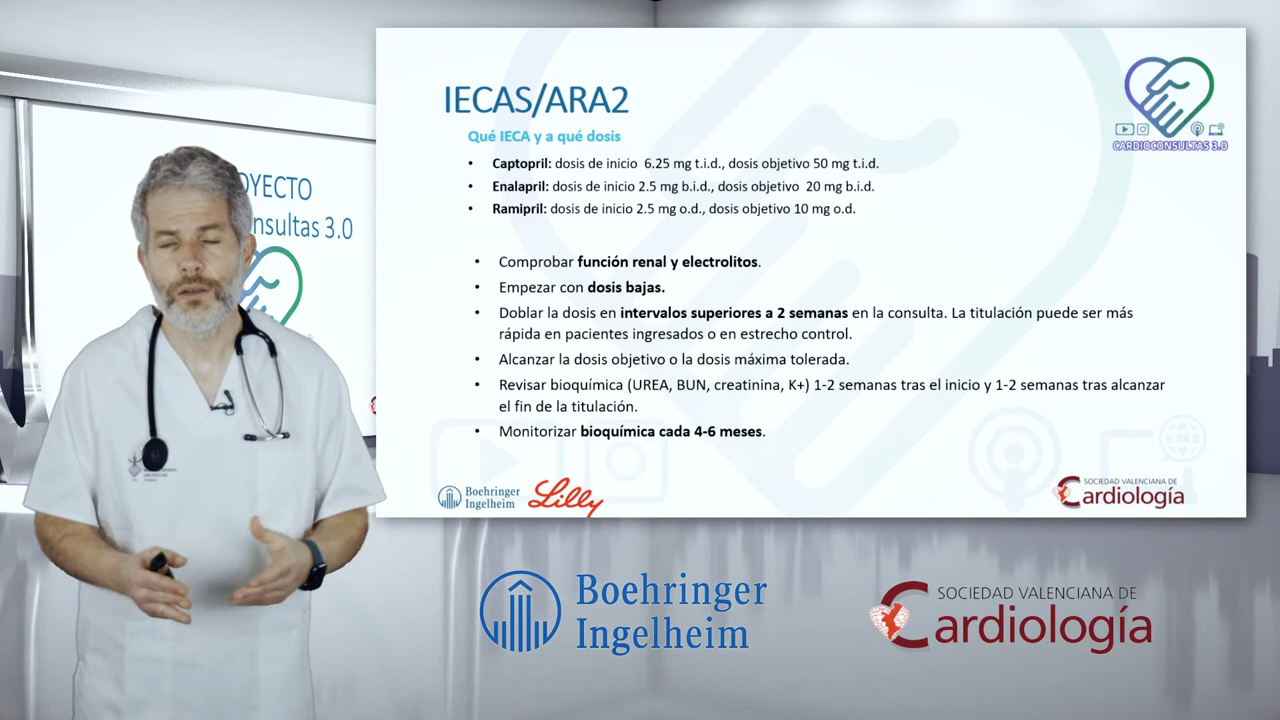 IECAS/ARA2
Qué IECA y a qué dosis
• Captopril: dosis de inicio 6.25 mg t.i.d., dosis objetivo 50 mg t.i.d.
• Enalapril: dosis de inicio 2.5 mg b.i.d., dosis objetivo 20 mg b.i.d.
• Ramipril: dosis de inicio 2.5 mg o.d., dosis objetivo 10 mg o.d.
• Comprobar función renal y electrolitos.
• Empezar con dosis bajas.
• Doblar la dosis en intervalos superiores a 2 semanas en la consulta. La titulación puede ser más
rápida en pacientes ingresados o en estrecho control.
• Alcanzar la dosis objetivo o la dosis máxima tolerada.
• Revisar bioquímica (UREA, BUN, creatinina, K+) 1-2 semanas tras el inicio y 1-2 semanas tras alcanzar
el fin de la titulación.
• Monitorizar bioquímica cada 4-6 meses.
CARDIOCONSULTAS 3.0
Boehringer
Ingelheim
Lilly
SOCIEDAD VALENCIANA DE
Cardiología
OYECTO
nsultas 3.0
Boehringer
Ingelheim
SOCIEDAD VALENCIANA DE
Cardiología